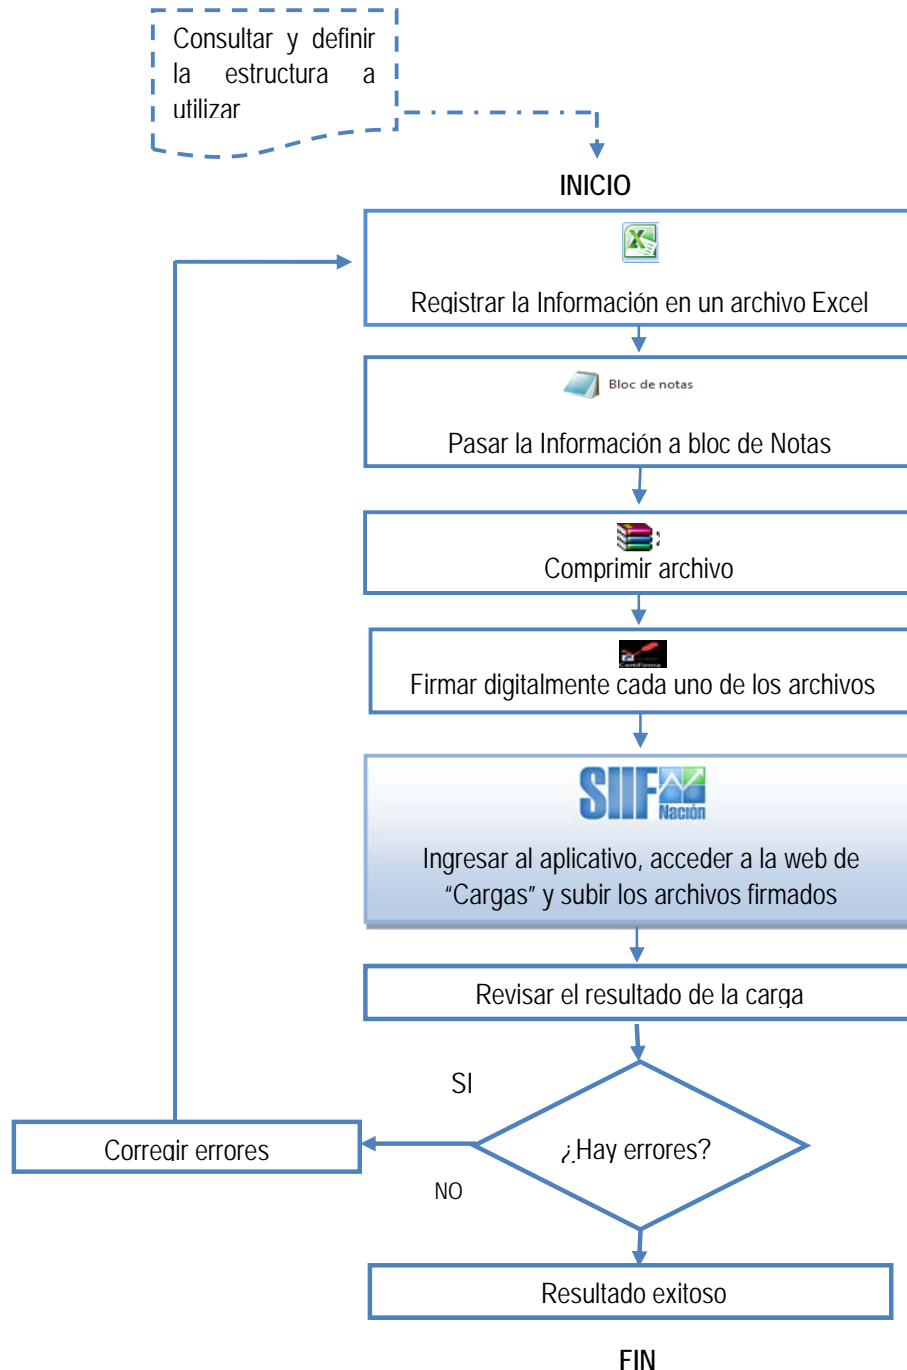 Consultar y definir
la estructura a
utilizar
INICIO
Registrar la Información en un archivo Excel
Bloc de notas
Pasar la Información a bloc de Notas
Comprimir archivo
CertiFirma
Firmar digitalmente cada uno de los archivos
SIIF
Nación
Ingresar al aplicativo, acceder a la web de
“Cargas” y subir los archivos firmados
Revisar el resultado de la carga
SI
¿Hay errores?
Corregir errores
NO
Resultado exitoso
FIN